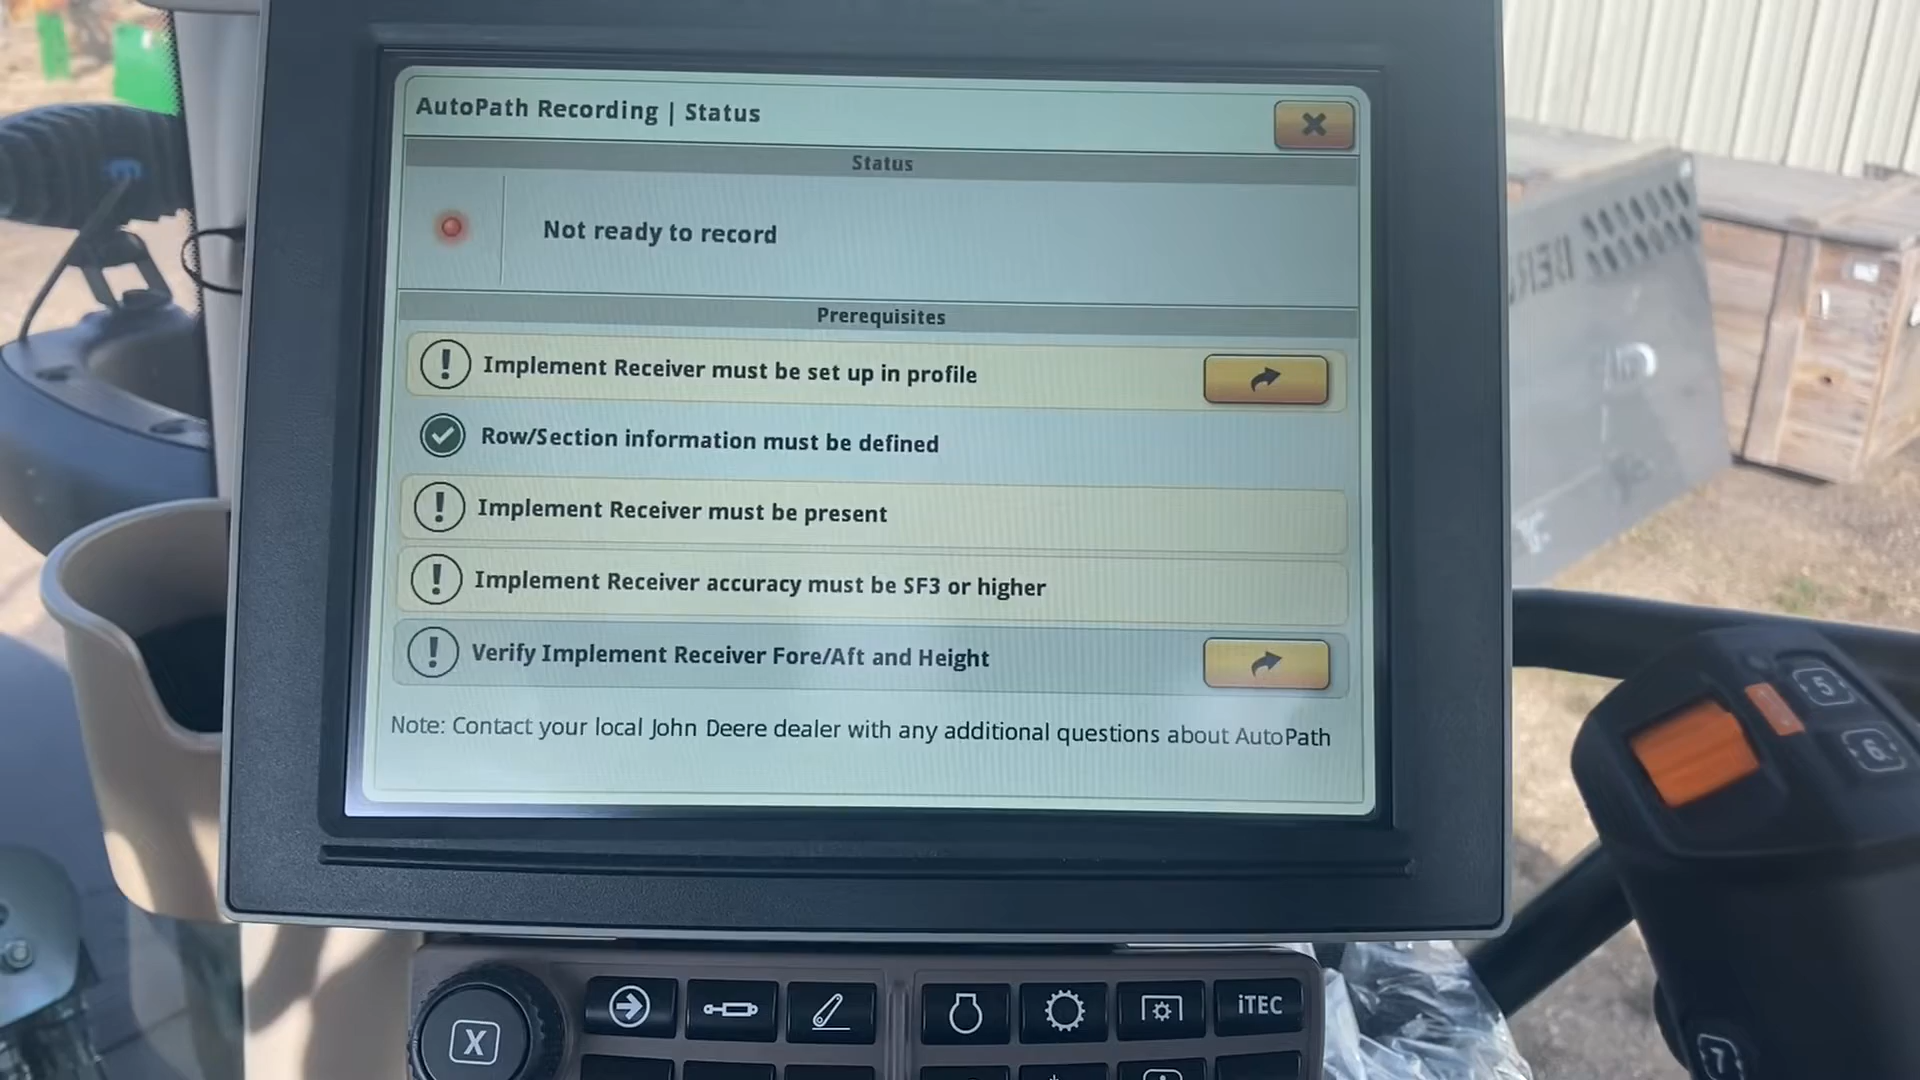 AutoPath Recording | Status
Status
Not ready to record
Prerequisites
Implement Receiver must be set up in profile
Row/Section information must be defined
Implement Receiver must be present
Implement Receiver accuracy must be SF3 or higher
Verify Implement Receiver Fore/Aft and Height
Note: Contact your local John Deere dealer with any additional questions about AutoPath
X
iTEC
5
6
7